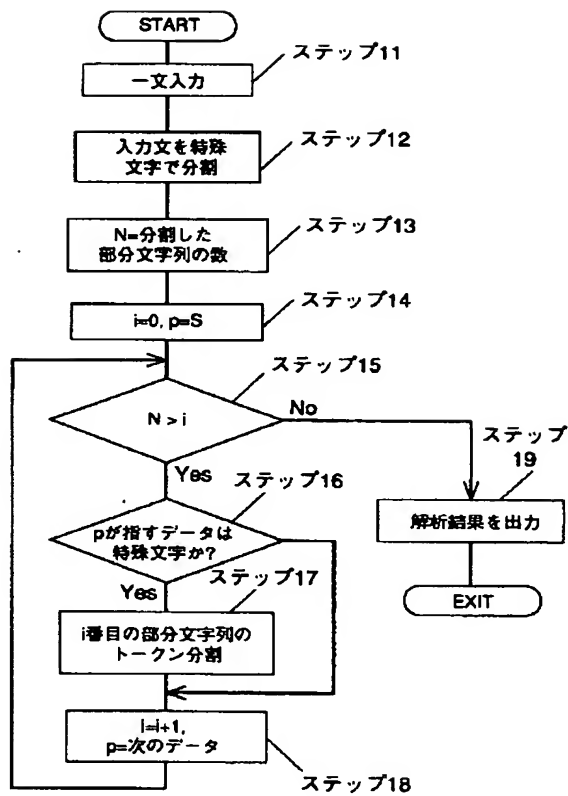 START
ステップ11
一文入力
ステップ12
入力文を特殊
文字で分割
ステップ13
N=分割した
部分文字列の数
ステップ14
i=0, p=S
ステップ15
N > i
No
ステップ
19
Yes
ステップ16
pが指すデータは
特殊文字か?
解析結果を出力
ステップ17
Yes
EXIT
i番目の部分文字列の
トークン分割
i=i+1,
p=次のデータ
ステップ18